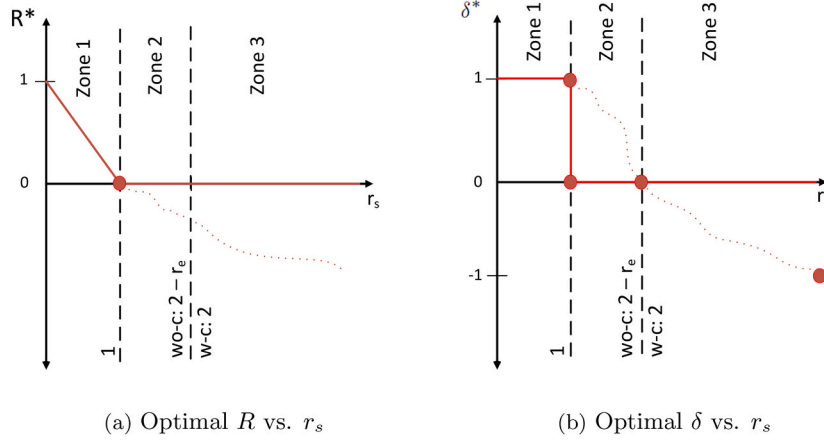 R*
Zone 1
Zone 2
Zone 3
1
0
r_s
wo-c: 2 – r_e
w-c: 2
1
(a) Optimal R vs. r_s
δ*
Zone 1
Zone 2
Zone 3
1
0
r
-1
wo-c: 2 – r_e
w-c: 2
1
(b) Optimal δ vs. r_s